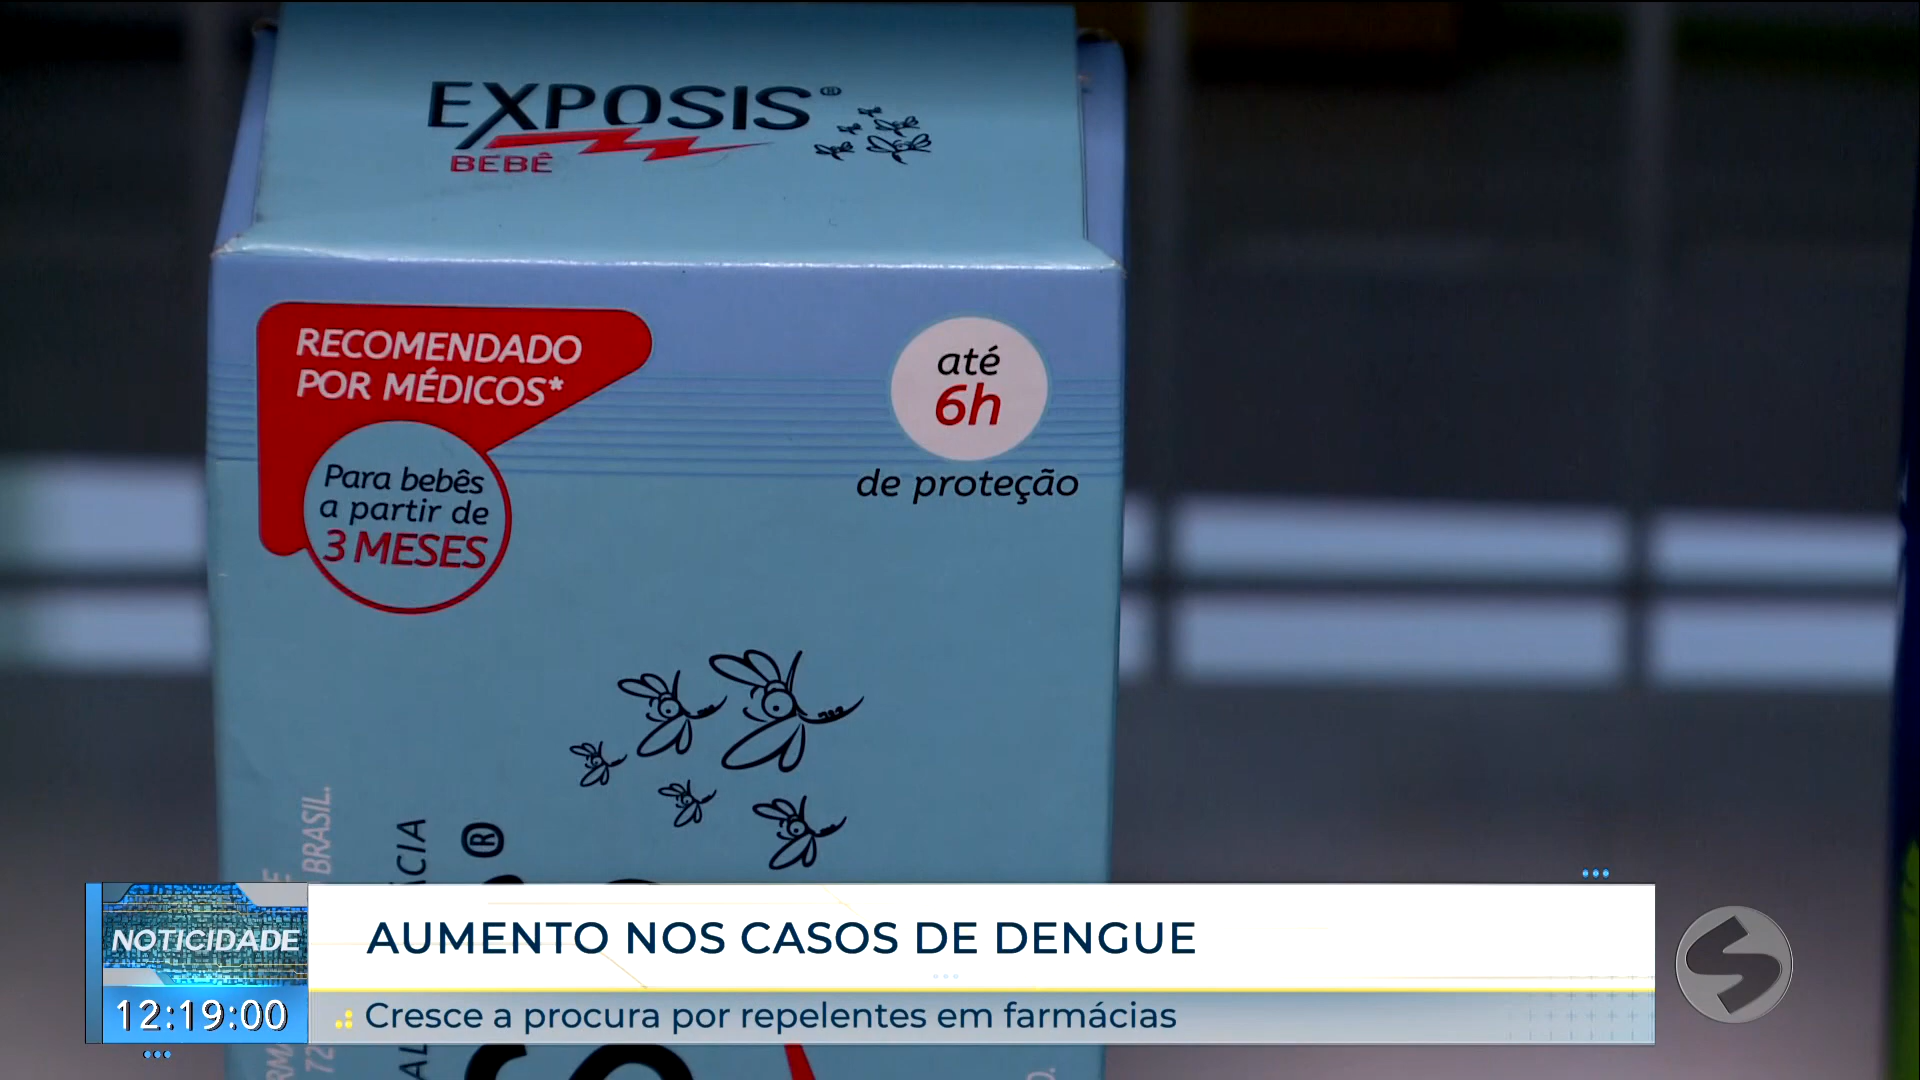 EXPOSIS®
BEBÊ
RECOMENDADO
POR MÉDICOS*
até
6h
de proteção
Para bebês
a partir de
3 MESES
BRASIL.
®
NOTICIDADE
12:19:00
AUMENTO NOS CASOS DE DENGUE
Cresce a procura por repelentes em farmácias